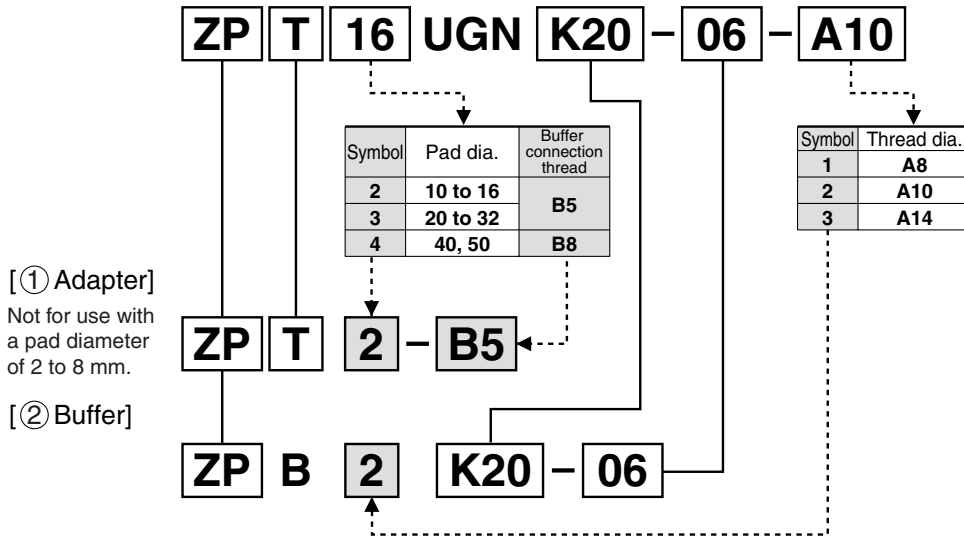 ZP T 16 UGN K20 – 06 – A10
Symbol Pad dia. Buffer connection thread
2 10 to 16 B5
3 20 to 32
4 40, 50 B8
Symbol Thread dia.
1 A8
2 A10
3 A14
[① Adapter]
Not for use with
a pad diameter
of 2 to 8 mm.
ZP T 2 – B5
[② Buffer]
ZP B 2 K20 – 06